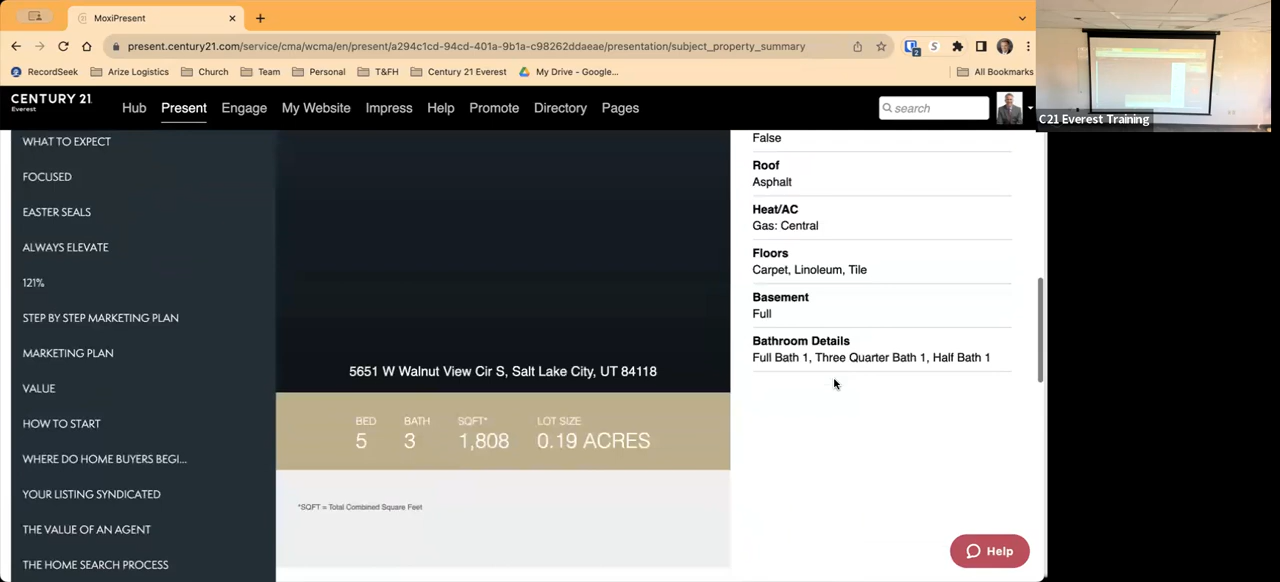 MoxiPresent
present.century21.com/service/cma/wcma/en/present/a294c1cd-94cd-401a-9b1a-c98262ddaeae/presentation/subject_property_summary
2
S
RecordSeek
Arize Logistics
Church
Team
Personal
T&FH
Century 21 Everest
My Drive - Google...
All Bookmarks
CENTURY 21.
Everest
Hub
Present
Engage
My Website
Impress
Help
Promote
Directory
Pages
search
C21 Everest Training
WHAT TO EXPECT
FOCUSED
EASTER SEALS
ALWAYS ELEVATE
121%
STEP BY STEP MARKETING PLAN
MARKETING PLAN
VALUE
HOW TO START
WHERE DO HOME BUYERS BEGI...
YOUR LISTING SYNDICATED
THE VALUE OF AN AGENT
THE HOME SEARCH PROCESS
5651 W Walnut View Cir S, Salt Lake City, UT 84118
BED BATH SQFT* LOT SIZE
5 3 1,808 0.19 ACRES
*SQFT = Total Combined Square Feet
False
Roof
Asphalt
Heat/AC
Gas: Central
Floors
Carpet, Linoleum, Tile
Basement
Full
Bathroom Details
Full Bath 1, Three Quarter Bath 1, Half Bath 1
Help